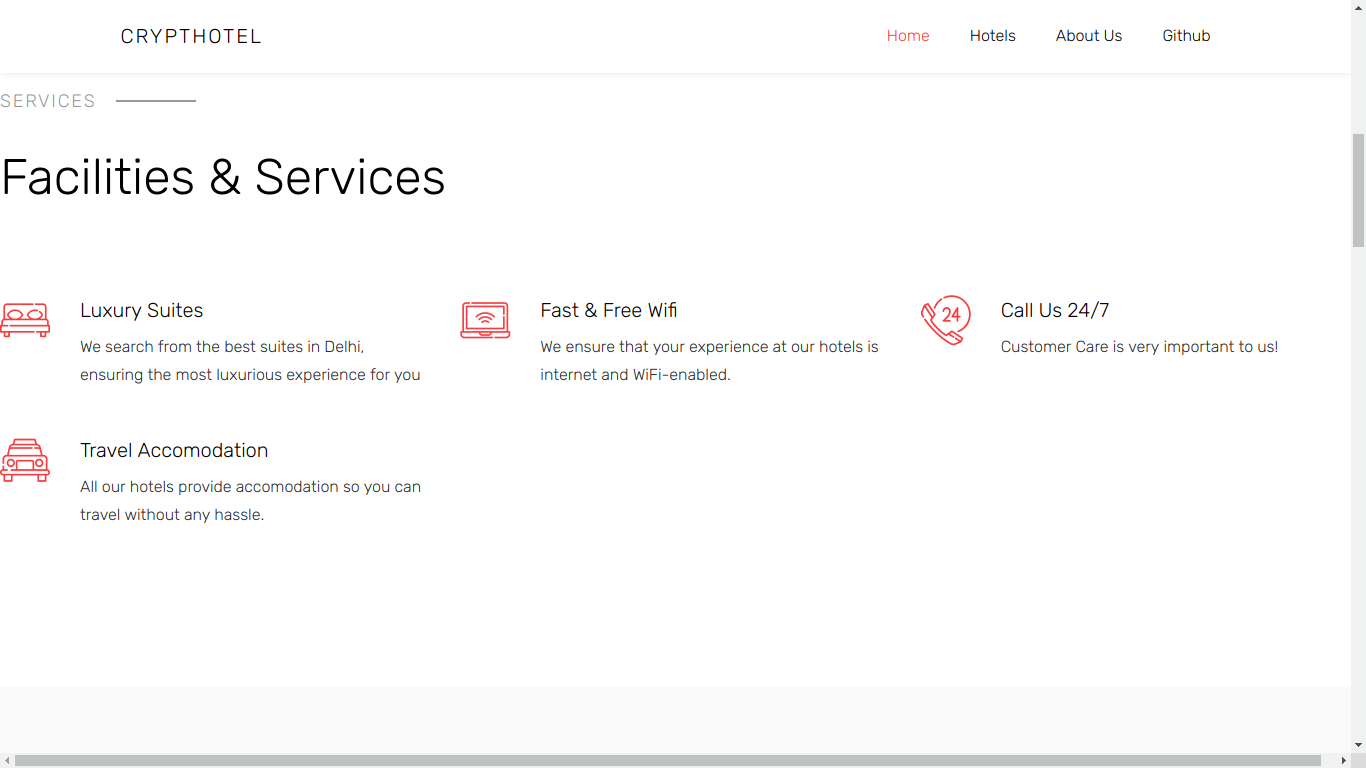 CRYPTHOTEL
Home Hotels About Us Github
SERVICES
Facilities & Services
Luxury Suites
We search from the best suites in Delhi,
ensuring the most luxurious experience for you
Fast & Free Wifi
We ensure that your experience at our hotels is
internet and WiFi-enabled.
24
Call Us 24/7
Customer Care is very important to us!
Travel Accomodation
All our hotels provide accomodation so you can
travel without any hassle.